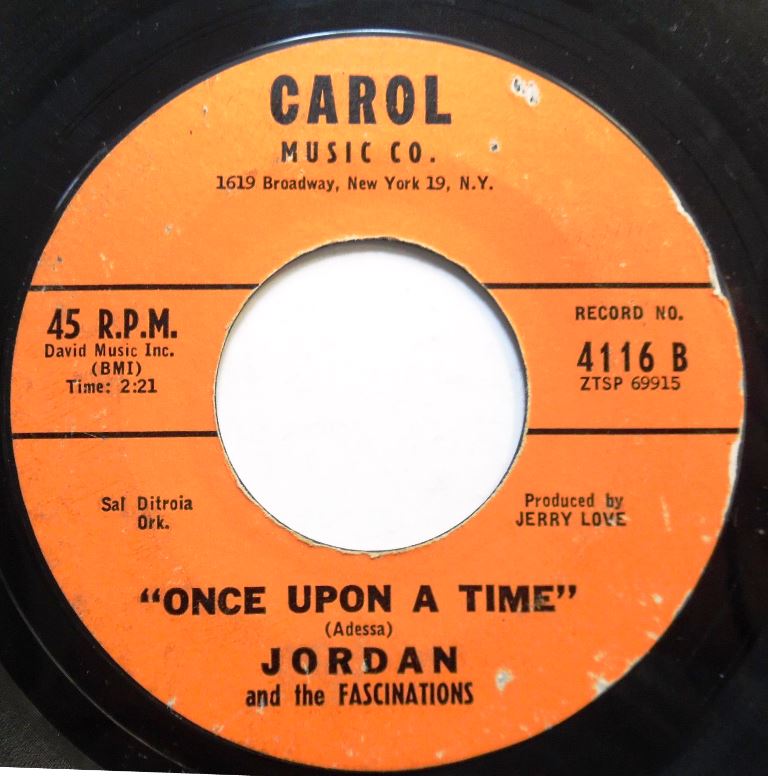 CAROL
MUSIC CO.
1619 Broadway, New York 19, N.Y.
45 R.P.M.
David Music Inc.
(BMI)
Time: 2:21
RECORD NO.
4116 B
ZTSP 69915
Sal Ditroia
Ork.
Produced by
JERRY LOVE
"ONCE UPON A TIME"
(Adessa)
JORDAN
and the FASCINATIONS